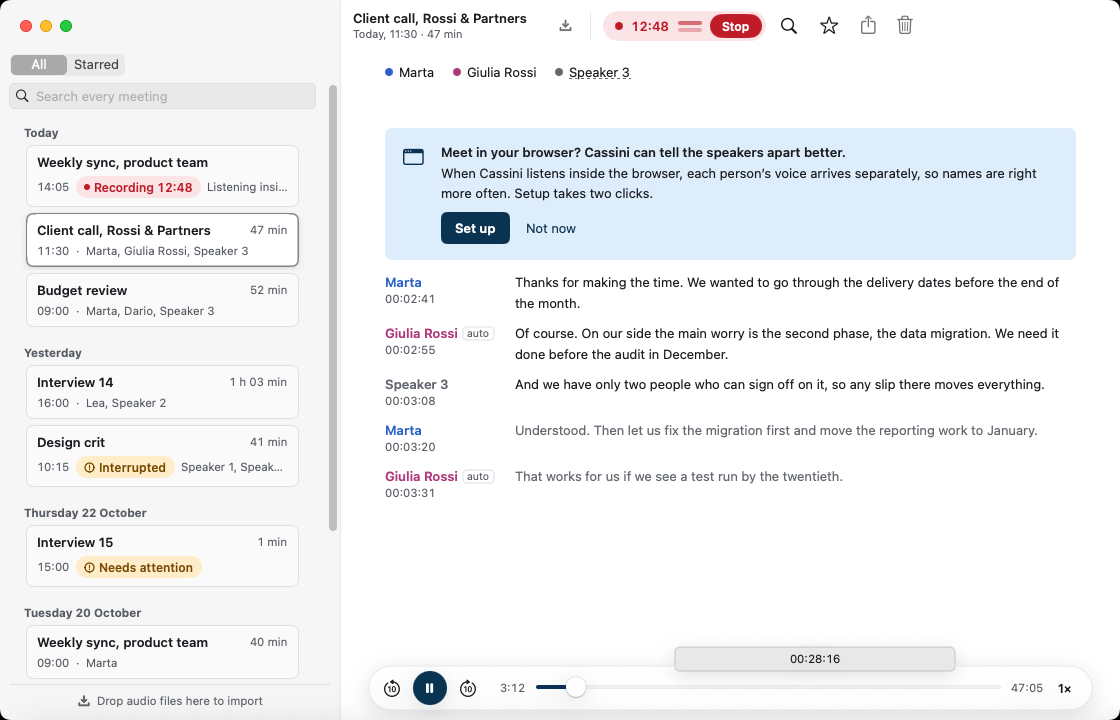 All
Starred
Search every meeting
Today
Weekly sync, product team
14:05 Recording 12:48 Listening insi…
Client call, Rossi & Partners 47 min
11:30 · Marta, Giulia Rossi, Speaker 3
Budget review 52 min
09:00 · Marta, Dario, Speaker 3
Yesterday
Interview 14 1 h 03 min
16:00 · Lea, Speaker 2
Design crit 41 min
10:15 Interrupted Speaker 1, Speak…
Thursday 22 October
Interview 15 1 min
15:00 Needs attention
Tuesday 20 October
Weekly sync, product team 40 min
09:00 · Marta
Drop audio files here to import
Client call, Rossi & Partners
Today, 11:30 · 47 min
12:48 Stop
Marta Giulia Rossi Speaker 3
Meet in your browser? Cassini can tell the speakers apart better.
When Cassini listens inside the browser, each person's voice arrives separately, so names are right
more often. Setup takes two clicks.
Set up Not now
Marta
00:02:41
Thanks for making the time. We wanted to go through the delivery dates before the end of
the month.
Giulia Rossi auto
00:02:55
Of course. On our side the main worry is the second phase, the data migration. We need it
done before the audit in December.
Speaker 3
00:03:08
And we have only two people who can sign off on it, so any slip there moves everything.
Marta
00:03:20
Understood. Then let us fix the migration first and move the reporting work to January.
Giulia Rossi auto
00:03:31
That works for us if we see a test run by the twentieth.
00:28:16
10 10 3:12 47:05 1×